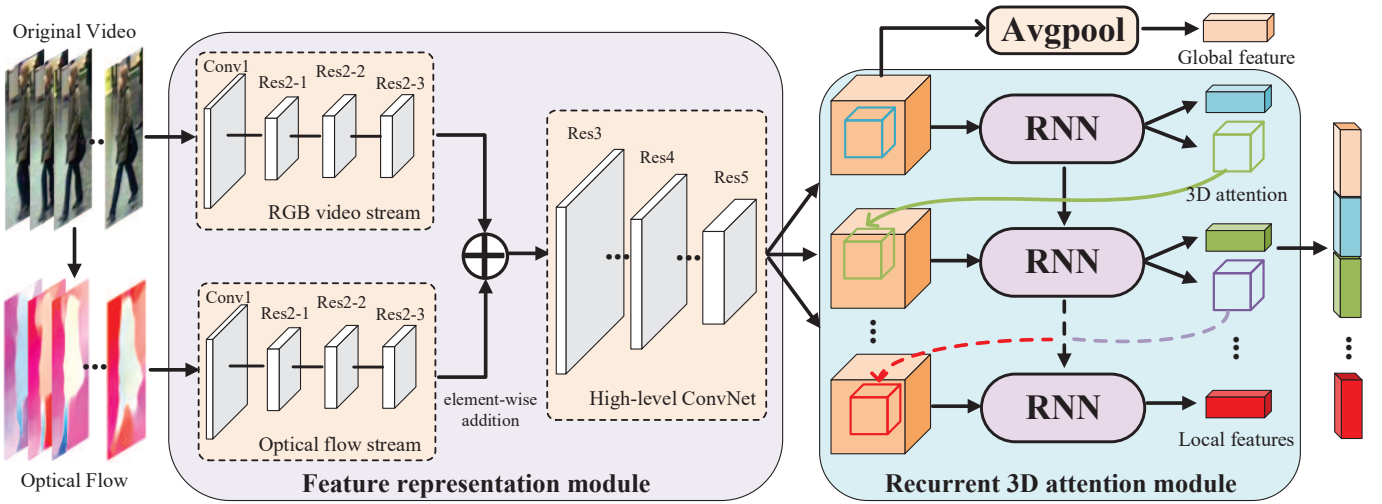 Original Video
Conv1
Res2-1
Res2-2
Res2-3
RGB video stream
Optical Flow
Conv1
Res2-1
Res2-2
Res2-3
Optical flow stream
element-wise
addition
Res3
Res4
Res5
High-level ConvNet
Feature representation module
Avgpool
Global feature
RNN
3D attention
RNN
RNN
Local features
Recurrent 3D attention module